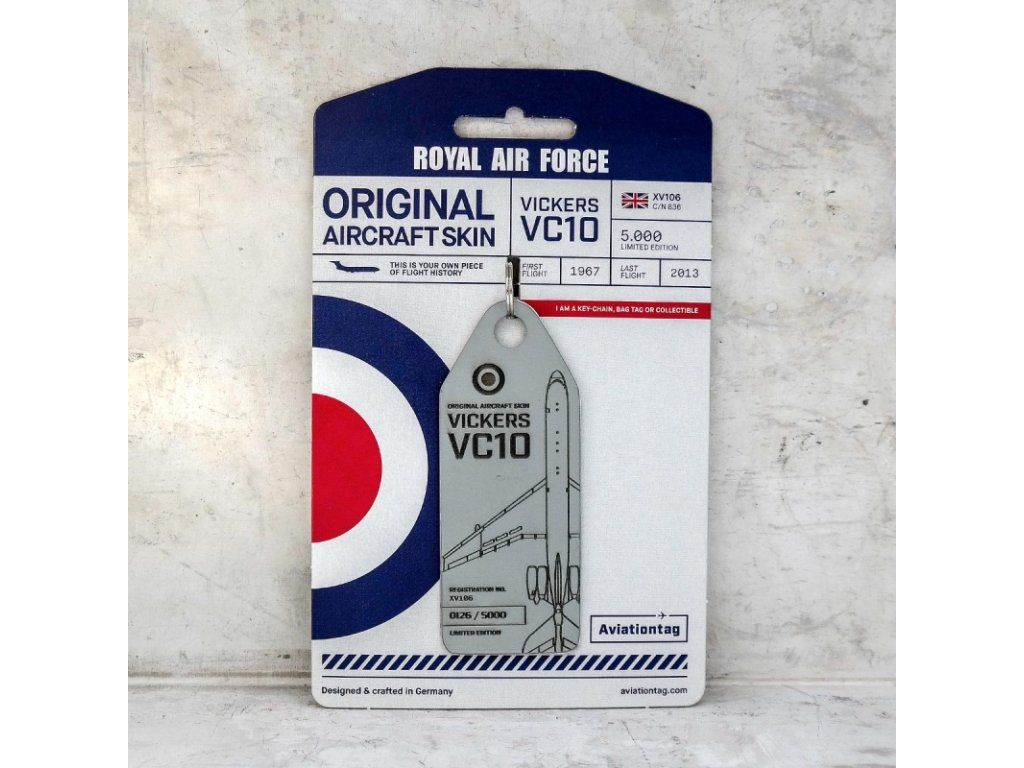 ROYAL AIR FORCE
ORIGINAL
AIRCRAFT SKIN
VICKERS
VC10
XV106
C/N 836
5.000
LIMITED EDITION
THIS IS YOUR OWN PIECE
OF FLIGHT HISTORY
FIRST
FLIGHT
1967
LAST
FLIGHT
2013
I AM A KEY-CHAIN, BAG TAG OR COLLECTIBLE
ORIGINAL AIRCRAFT SKIN
VICKERS
VC10
REGISTRATION NO.
XV106
0126 / 5000
LIMITED EDITION
Aviationtag
Designed & crafted in Germany
aviationtag.com